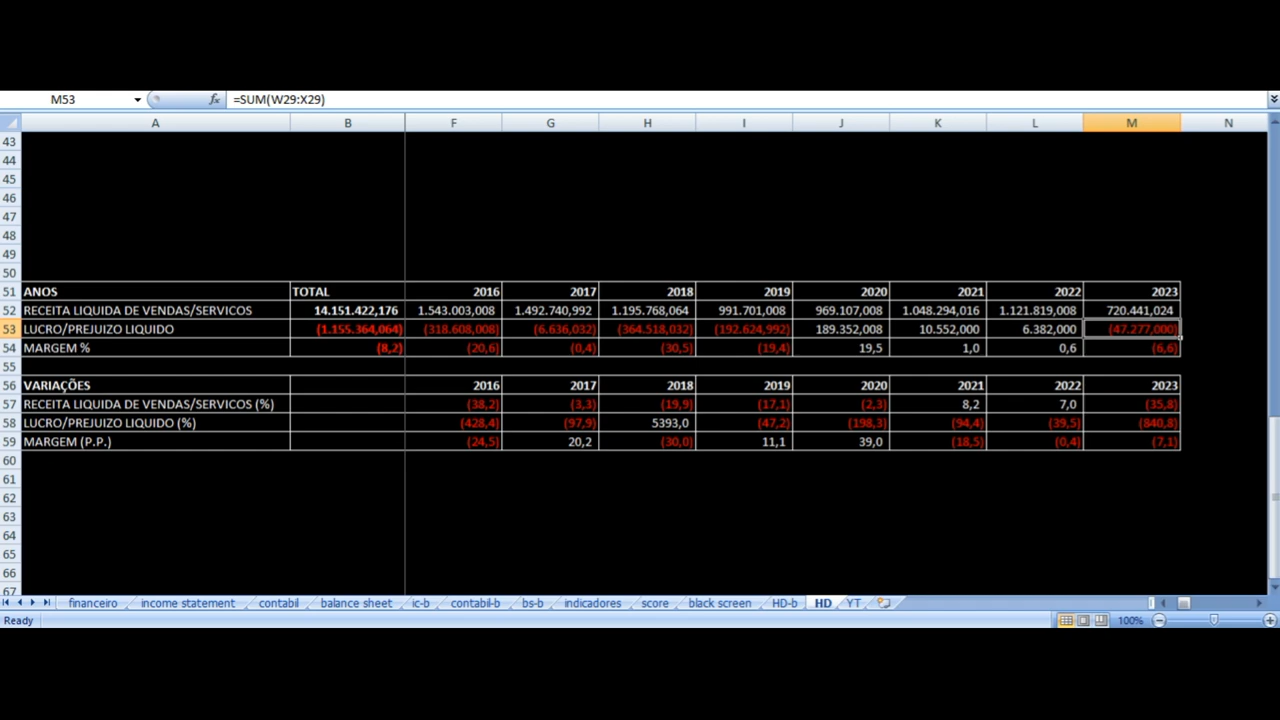 M53 fx =SUM(W29:X29)
A B F G H I J K L M N
43
44
45
46
47
48
49
50
51 ANOS TOTAL 2016 2017 2018 2019 2020 2021 2022 2023
52 RECEITA LIQUIDA DE VENDAS/SERVICOS 14.151.422,176 1.543.003,008 1.492.740,992 1.195.768,064 991.701,008 969.107,008 1.048.294,016 1.121.819,008 720.441,024
53 LUCRO/PREJUIZO LIQUIDO (1.155.364,064) (318.608,008) (6.636,032) (364.518,032) (192.624,992) 189.352,008 10.552,000 6.382,000 (47.277,000)
54 MARGEM % (8,2) (20,6) (0,4) (30,5) (19,4) 19,5 1,0 0,6 (6,6)
55
56 VARIAÇÕES 2016 2017 2018 2019 2020 2021 2022 2023
57 RECEITA LIQUIDA DE VENDAS/SERVICOS (%) (38,2) (3,3) (19,9) (17,1) (2,3) 8,2 7,0 (35,8)
58 LUCRO/PREJUIZO LIQUIDO (%) (428,4) (97,9) 5393,0 (47,2) (198,3) (94,4) (39,5) (840,8)
59 MARGEM (P.P.) (24,5) 20,2 (30,0) 11,1 39,0 (18,5) (0,4) (7,1)
60
61
62
63
64
65
66
67
financeiro income statement contabil balance sheet ic-b contabil-b bs-b indicadores score black screen HD-b HD YT
Ready 100%